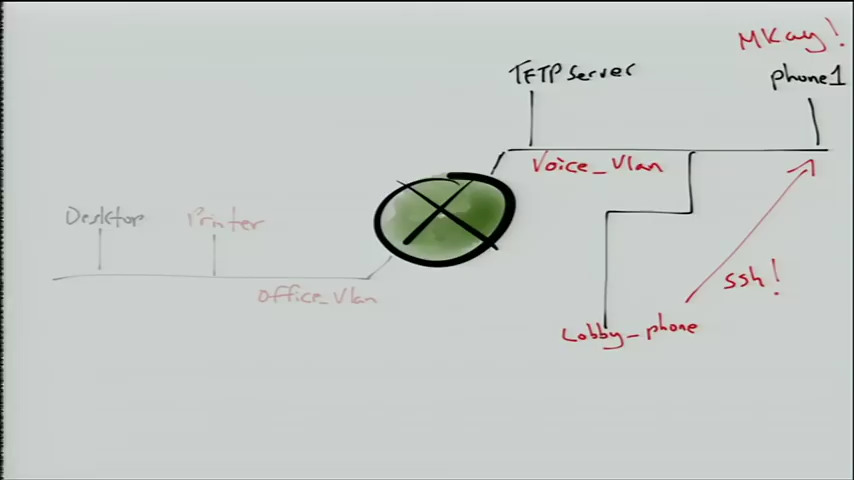 MKay!
TFTP Server
phone1
Voice_Vlan
Desktop
Printer
Office_Vlan
ssh!
Lobby_phone